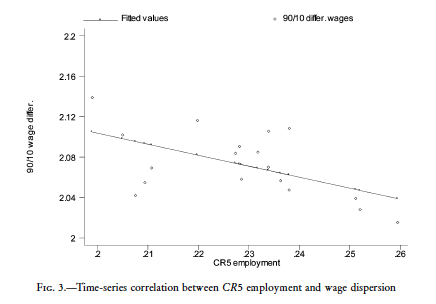 Fitted values
90/10 differ. wages
2.2
2.16
2.12
2.08
2.04
2
90/10 wage differ.
.2
.21
.22
.23
.24
.25
.26
CR5 employment
FIG. 3.—Time-series correlation between CR5 employment and wage dispersion